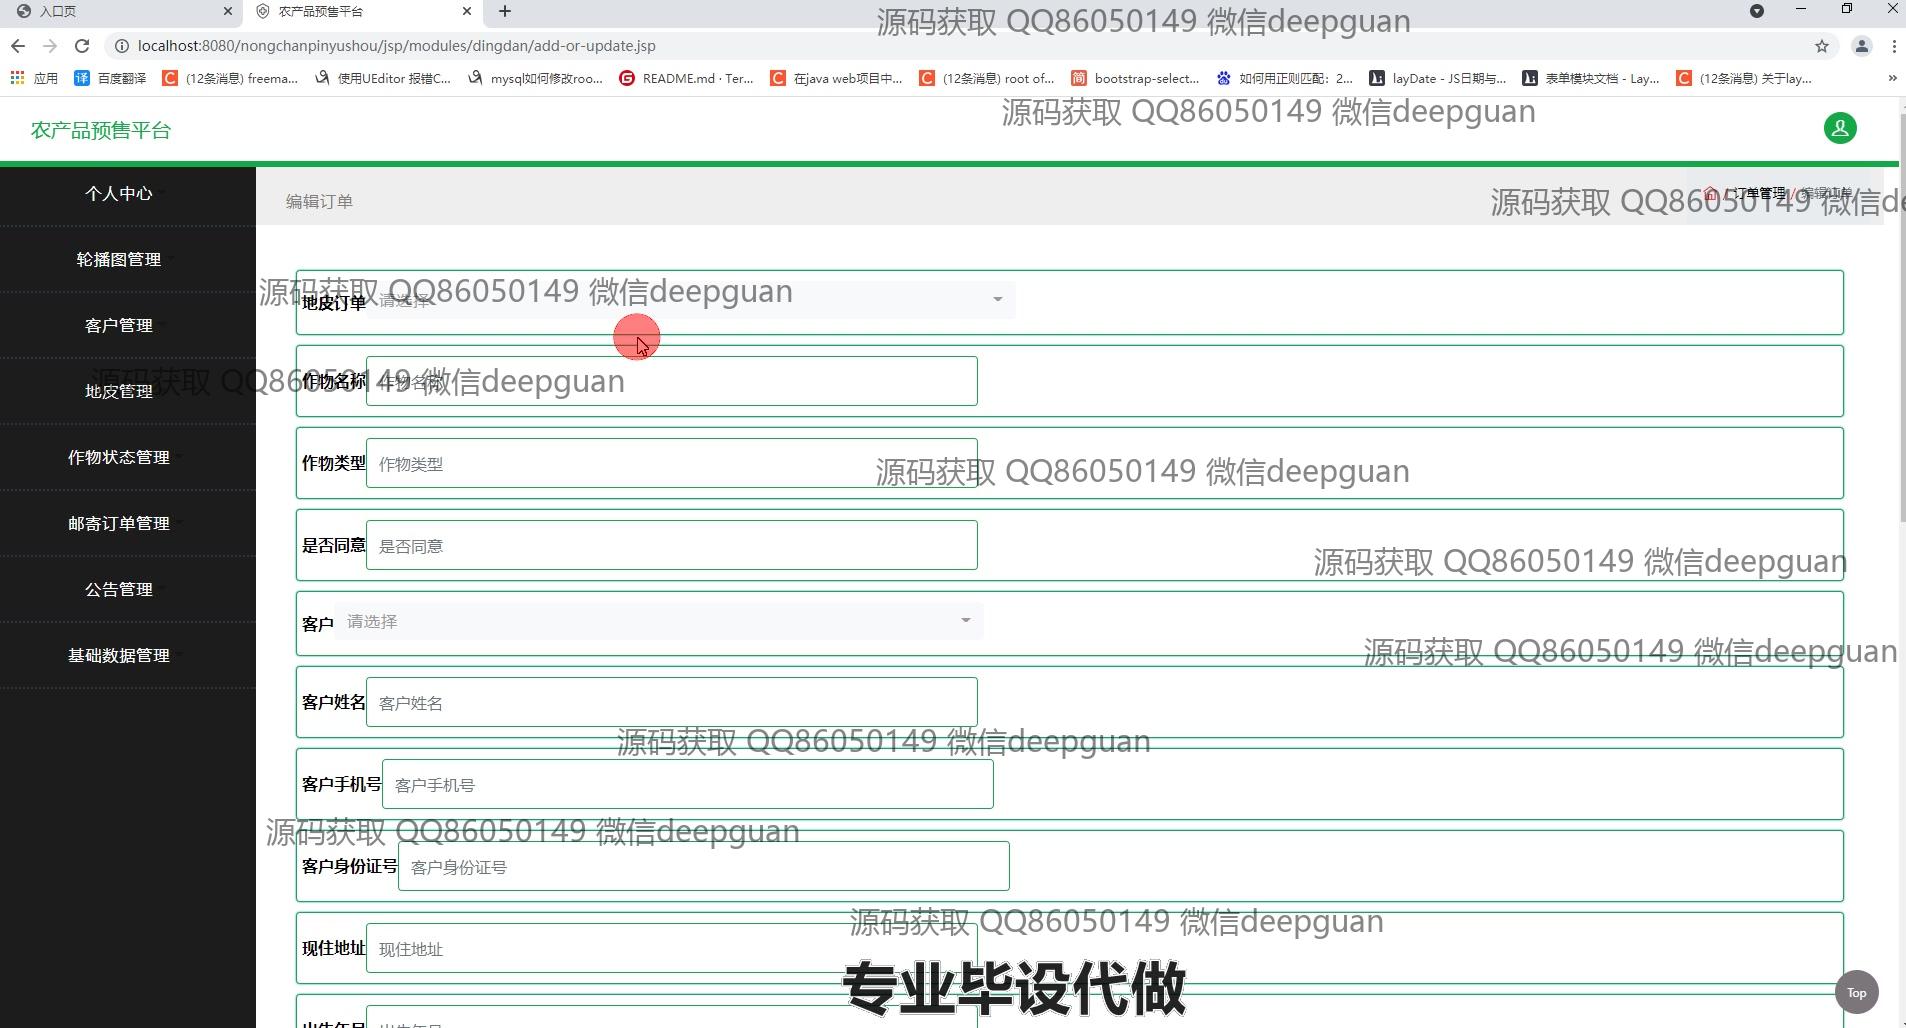 入口页
农产品预售平台
源码获取 QQ86050149 微信deepguan
localhost:8080/nongchanpinyushou/jsp/modules/dingdan/add-or-update.jsp
应用 百度翻译 (12条消息) freema... 使用UEditor 报错C... mysql如何修改roo... README.md · Ter... 在java web项目中... (12条消息) root of... bootstrap-select... 如何用正则匹配：2... layDate - JS日期与... 表单模块文档 - Lay... (12条消息) 关于lay...
源码获取 QQ86050149 微信deepguan
农产品预售平台
个人中心
编辑订单
/ 订单管理 / 编辑订单
源码获取 QQ86050149 微信de
轮播图管理
源码获取 QQ86050149 微信deepguan
地皮订单 请选择
客户管理
源码获取 QQ86050149 微信deepguan
地皮管理
作物名称 作物名称
作物状态管理
作物类型 作物类型
源码获取 QQ86050149 微信deepguan
邮寄订单管理
是否同意 是否同意
源码获取 QQ86050149 微信deepguan
公告管理
客户 请选择
基础数据管理
源码获取 QQ86050149 微信deepguan
客户姓名 客户姓名
源码获取 QQ86050149 微信deepguan
客户手机号 客户手机号
源码获取 QQ86050149 微信deepguan
客户身份证号 客户身份证号
源码获取 QQ86050149 微信deepguan
现住地址 现住地址
专业毕设代做
Top